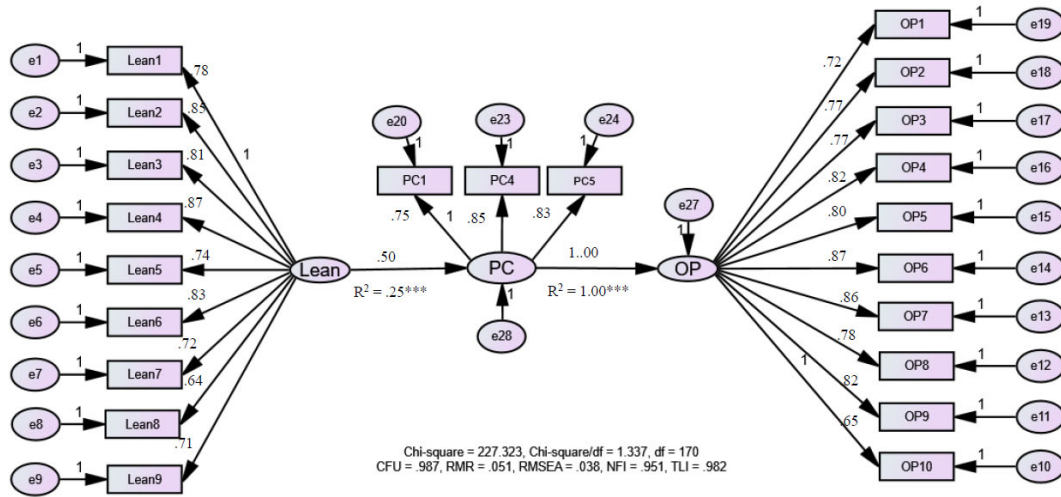 e1 1 Lean1 .78
e2 1 Lean2 .85
e3 1 Lean3 .81
e4 1 Lean4 .87
e5 1 Lean5 .74
e6 1 Lean6 .83
e7 1 Lean7 .72
e8 1 Lean8 .64
e9 1 Lean9 .71
1
Lean
.50
R² = .25***
e20 1 PC1 .75 1
e23 1 PC4 .85
e24 1 PC5 .83
PC
1
e28
1..00
R² = 1.00***
e27
1
OP
.72 OP1 1 e19
.77 OP2 1 e18
.77 OP3 1 e17
.82 OP4 1 e16
.80 OP5 1 e15
.87 OP6 1 e14
.86 OP7 1 e13
.78 OP8 1 e12
1
.82 OP9 1 e11
.65 OP10 1 e10
Chi-square = 227.323, Chi-square/df = 1.337, df = 170
CFU = .987, RMR = .051, RMSEA = .038, NFI = .951, TLI = .982